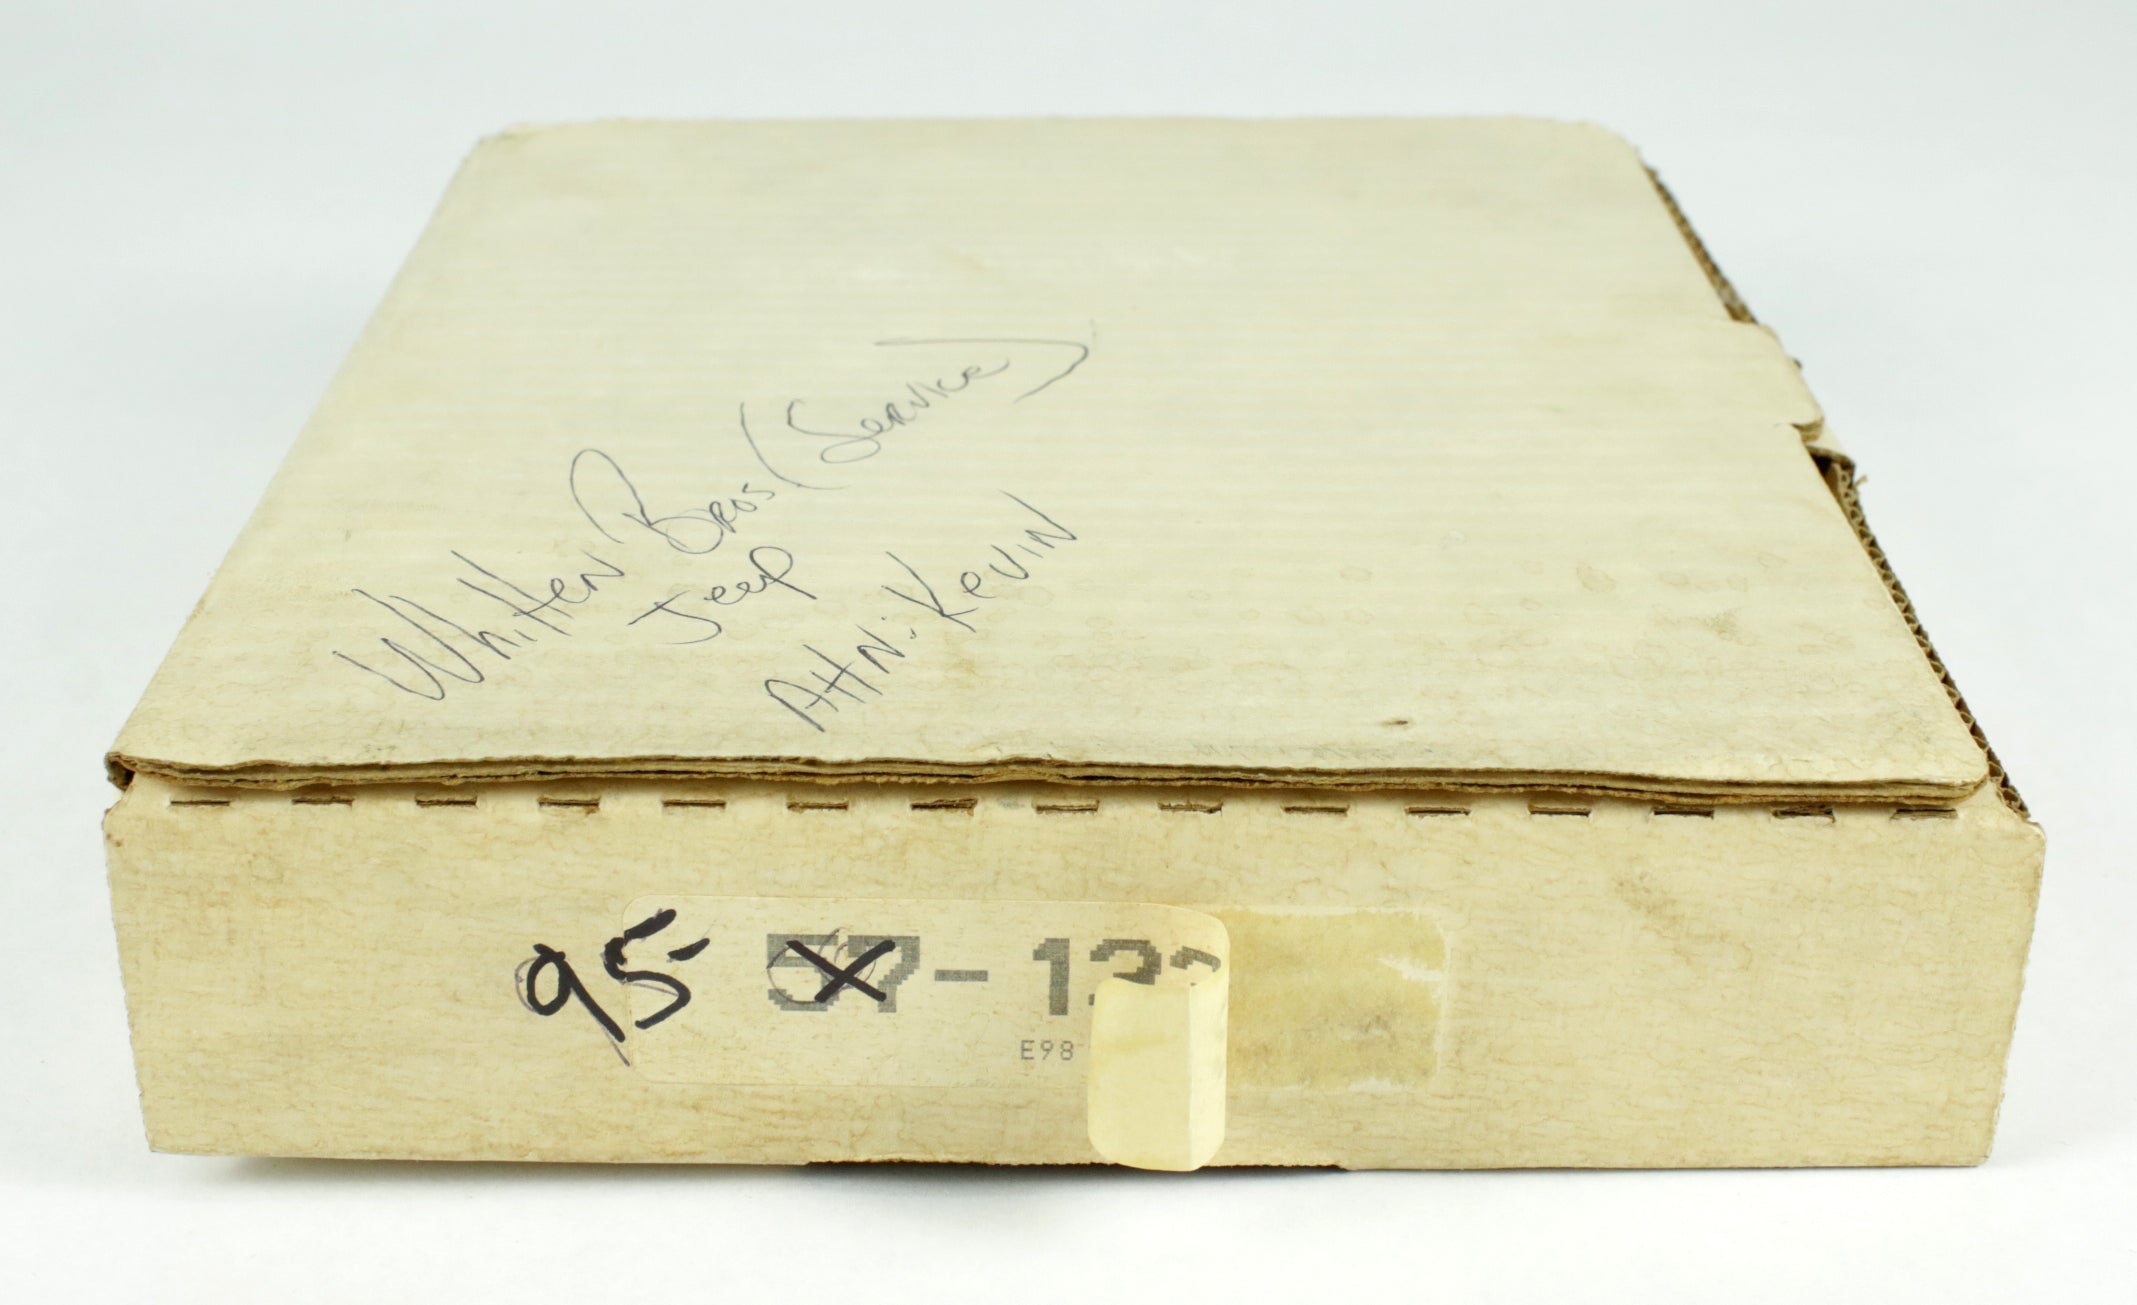 Whitten Bros (Service)
Jeep
Attn: Kevin
95 57-13
E98